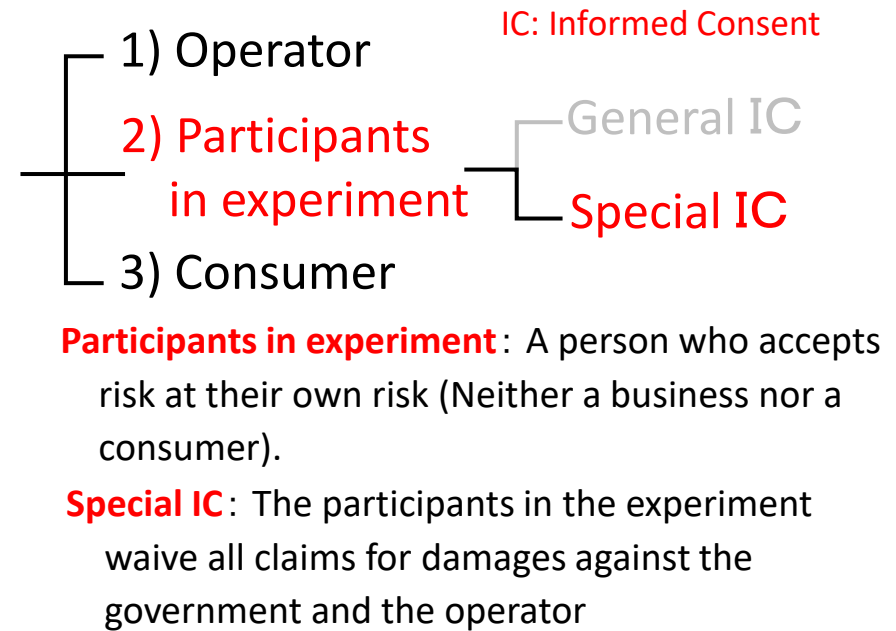 IC: Informed Consent
1) Operator
General IC
2) Participants
in experiment
Special IC
3) Consumer
Participants in experiment: A person who accepts
risk at their own risk (Neither a business nor a
consumer).
Special IC: The participants in the experiment
waive all claims for damages against the
government and the operator